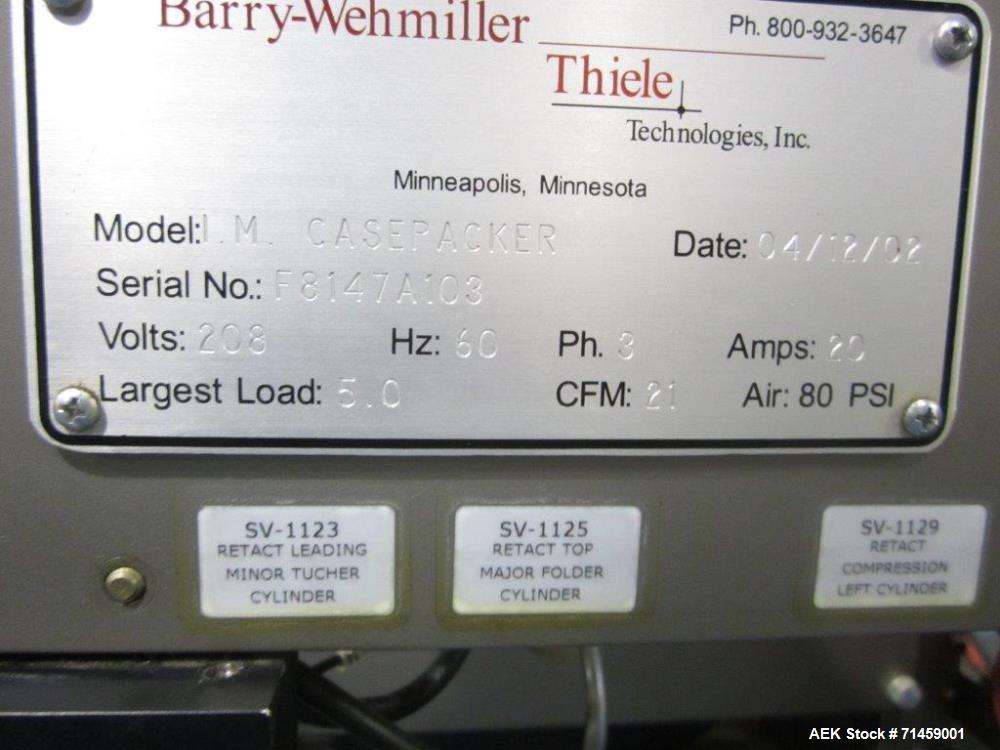 Barry-Wehmiller
Ph. 800-932-3647
Thiele
Technologies, Inc.
Minneapolis, Minnesota
Model: I.M. CASEPACKER
Date: 04/12/02
Serial No.: F8147A103
Volts: 208 Hz: 60 Ph. 3 Amps: 20
Largest Load: 5.0 CFM: 21 Air: 80 PSI
SV-1123
RETACT LEADING
MINOR TUCHER
CYLINDER
SV-1125
RETACT TOP
MAJOR FOLDER
CYLINDER
SV-1129
RETACT
COMPRESSION
LEFT CYLINDER
AEK Stock # 71459001